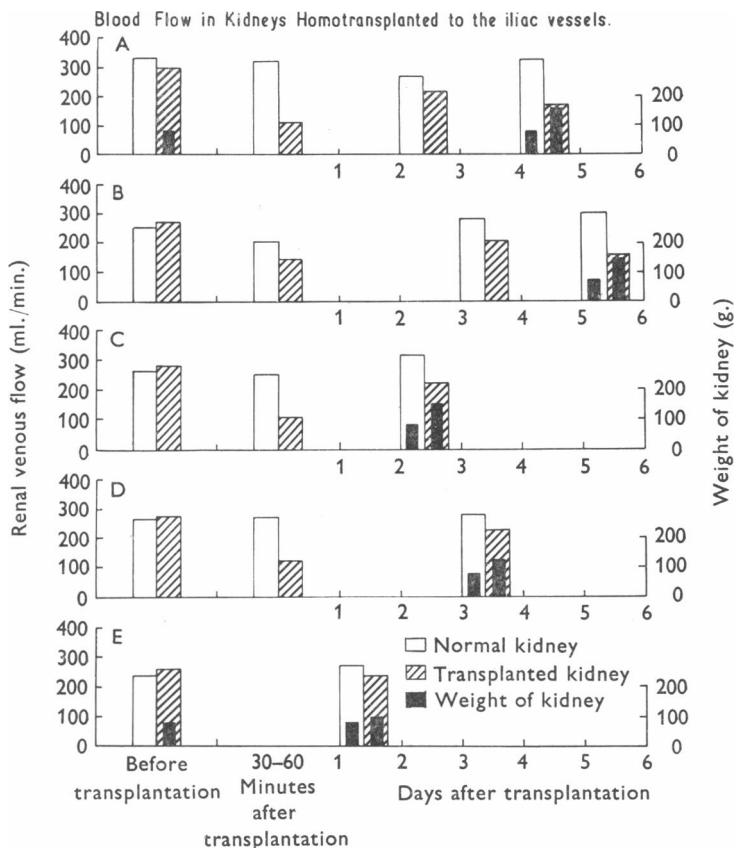 Blood Flow in Kidneys Homotransplanted to the iliac vessels.
A
400
300
200
100
0
200
100
0
1 2 3 4 5 6
B
400
300
200
100
0
200
100
0
1 2 3 4 5 6
C
400
300
200
100
0
200
100
0
1 2 3 4 5 6
D
400
300
200
100
0
200
100
0
1 2 3 4 5 6
E
400
300
200
100
0
200
100
0
Normal kidney
Transplanted kidney
Weight of kidney
1 2 3 4 5 6
Renal venous flow (ml./min.)
Weight of kidney (g.)
Before
transplantation
30–60
Minutes
after
transplantation
Days after transplantation